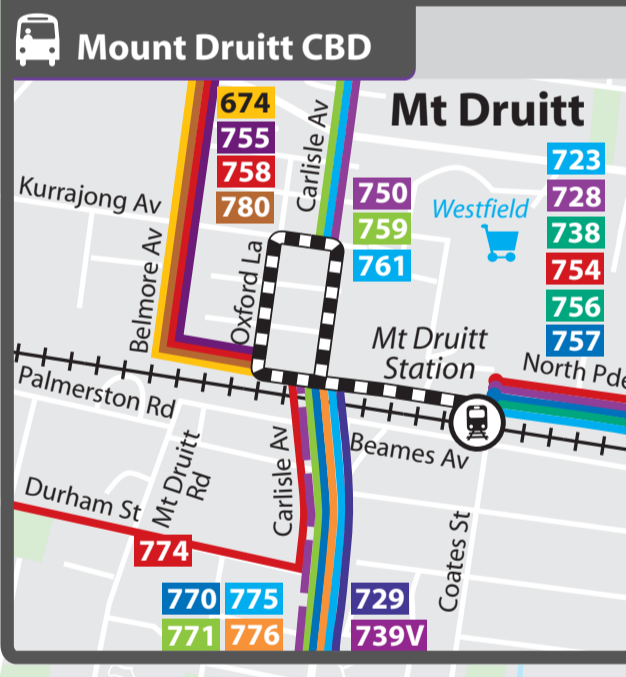 Mount Druitt CBD
Mt Druitt
674
755
758
780
Carlisle Av
750
759
761
Westfield
723
728
738
754
756
757
Kurrajong Av
Belmore Av
Oxford La
Mt Druitt
Station
North Pde
Palmerston Rd
Beames Av
Mt Druitt
Rd
Carlisle Av
Durham St
Coates St
774
770
775
771
776
729
739V